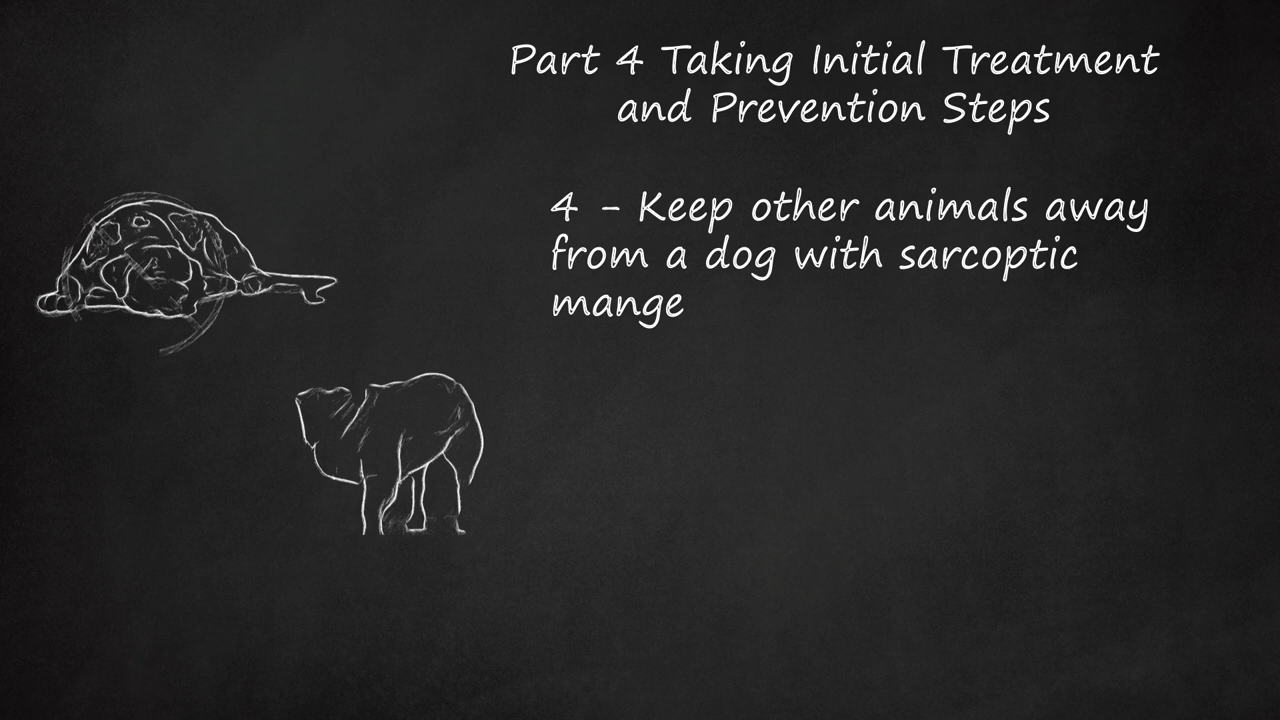 Part 4 Taking Initial Treatment
and Prevention Steps
4 - Keep other animals away
from a dog with sarcoptic
mange